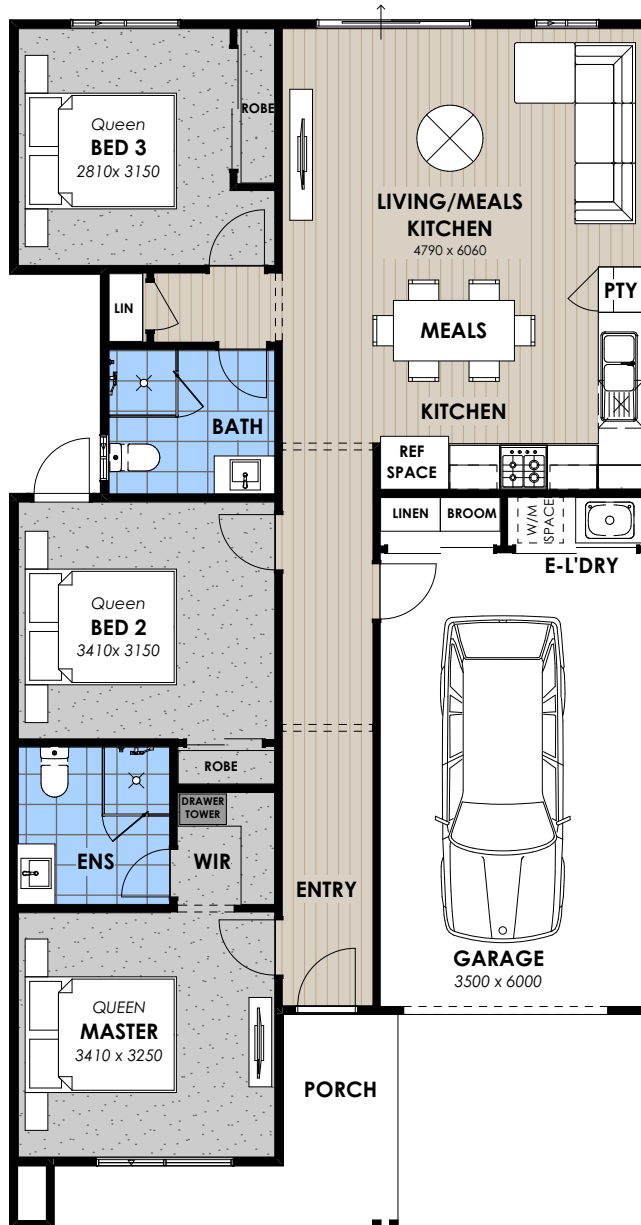 Queen
BED 3
2810x 3150
ROBE
LIVING/MEALS
KITCHEN
4790 x 6060
PTY
LIN
MEALS
KITCHEN
BATH
REF
SPACE
LINEN
BROOM
W/M
SPACE
E-L'DRY
Queen
BED 2
3410x 3150
ROBE
DRAWER
TOWER
ENS
WIR
ENTRY
GARAGE
3500 x 6000
QUEEN
MASTER
3410 x 3250
PORCH